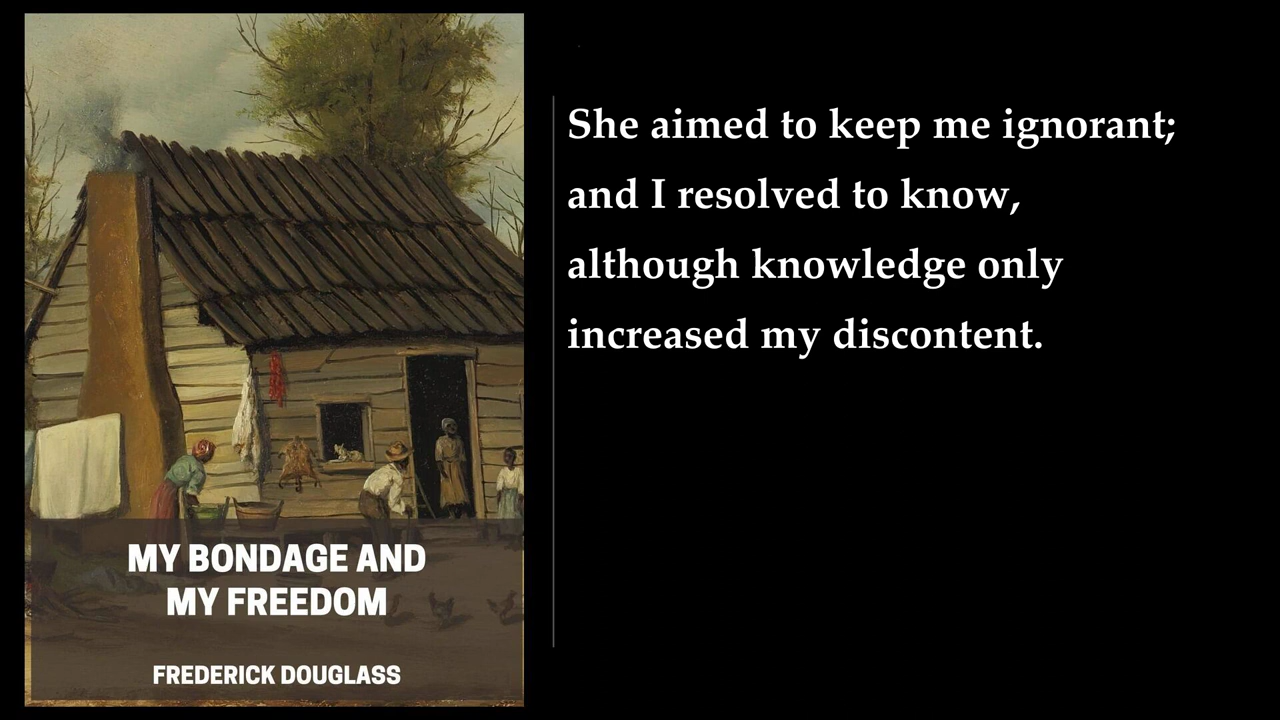 She aimed to keep me ignorant;
and I resolved to know,
although knowledge only
increased my discontent.
MY BONDAGE AND
MY FREEDOM
FREDERICK DOUGLASS